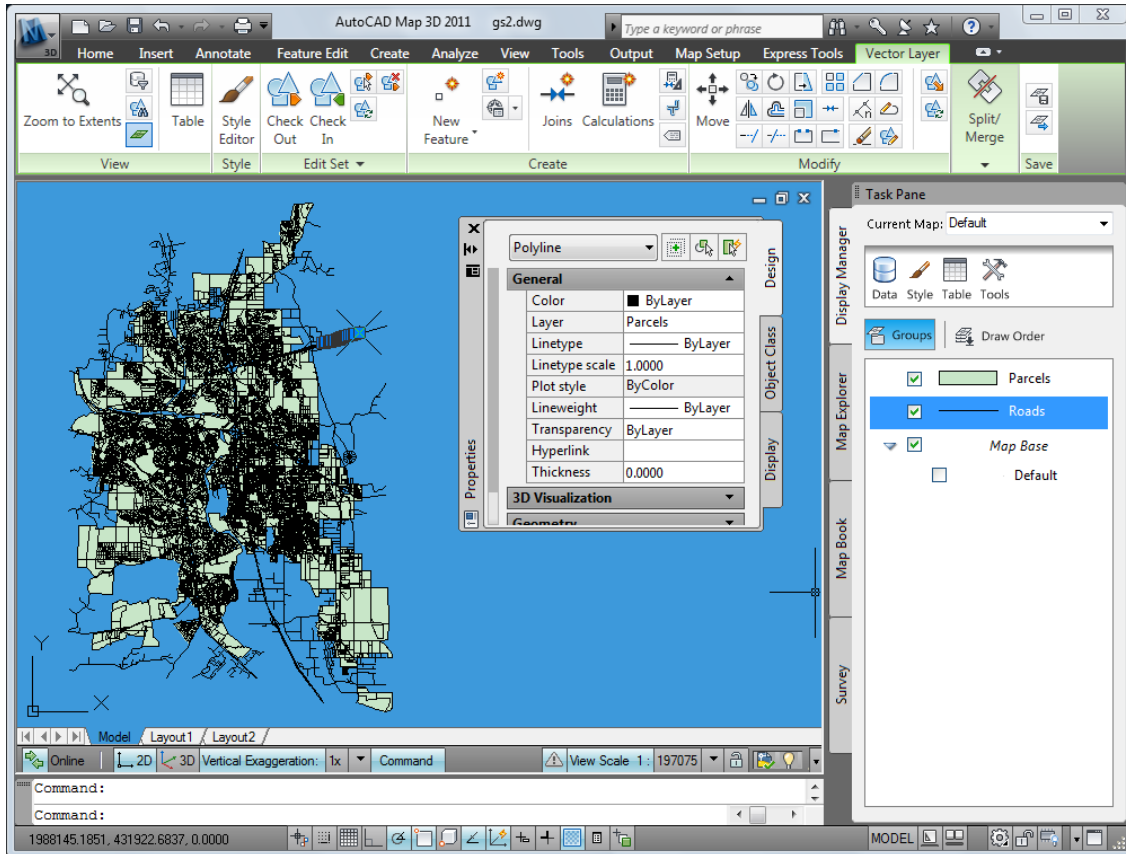 AutoCAD Map 3D 2011 gs2.dwg
Type a keyword or phrase
3D Home Insert Annotate Feature Edit Create Analyze View Tools Output Map Setup Express Tools Vector Layer
Zoom to Extents
Table
Style Editor
Check Out
Check In
New Feature
Joins
Calculations
Move
Split/ Merge
View Style Edit Set Create Modify Save
Task Pane
Current Map: Default
Display Manager
Map Explorer
Map Book
Survey
Data Style Table Tools
Groups Draw Order
Parcels
Roads
Map Base
Default
Properties
Polyline
Design
Object Class
Display
General
Color ByLayer
Layer Parcels
Linetype ByLayer
Linetype scale 1.0000
Plot style ByColor
Lineweight ByLayer
Transparency ByLayer
Hyperlink
Thickness 0.0000
3D Visualization
Geometry
Y
X
Model Layout1 Layout2
Online 2D 3D Vertical Exaggeration: 1x Command View Scale 1 : 197075
Command:
Command:
1988145.1851, 431922.6837, 0.0000 MODEL